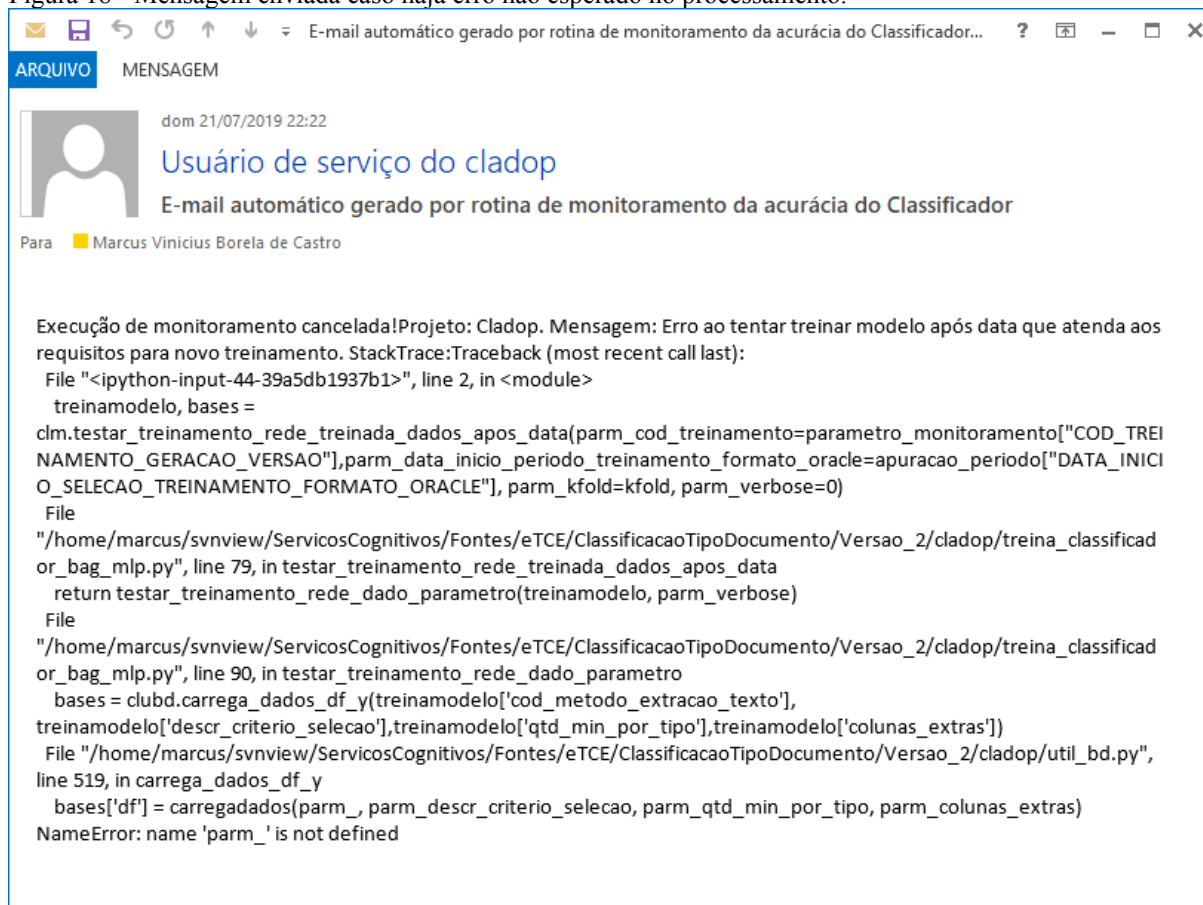 Figura 18 - Mensagem enviada caso haja erro não esperado no processamento.
E-mail automático gerado por rotina de monitoramento da acurácia do Classificador...
ARQUIVO MENSAGEM
dom 21/07/2019 22:22
Usuário de serviço do cladop
E-mail automático gerado por rotina de monitoramento da acurácia do Classificador
Para Marcus Vinicius Borela de Castro
Execução de monitoramento cancelada!Projeto: Cladop. Mensagem: Erro ao tentar treinar modelo após data que atenda aos
requisitos para novo treinamento. StackTrace:Traceback (most recent call last):
File "<ipython-input-44-39a5db1937b1>", line 2, in <module>
treinamodelo, bases =
clm.testar_treinamento_rede_treinada_dados_apos_data(parm_cod_treinamento=parametro_monitoramento["COD_TREI
NAMENTO_GERACAO_VERSAO"],parm_data_inicio_periodo_treinamento_formato_oracle=apuracao_periodo["DATA_INICI
O_SELECAO_TREINAMENTO_FORMATO_ORACLE"], parm_kfold=kfold, parm_verbose=0)
File
"/home/marcus/svnview/ServicosCognitivos/Fontes/eTCE/ClassificacaoTipoDocumento/Versao_2/cladop/treina_classificad
or_bag_mlp.py", line 79, in testar_treinamento_rede_treinada_dados_apos_data
return testar_treinamento_rede_dado_parametro(treinamodelo, parm_verbose)
File
"/home/marcus/svnview/ServicosCognitivos/Fontes/eTCE/ClassificacaoTipoDocumento/Versao_2/cladop/treina_classificad
or_bag_mlp.py", line 90, in testar_treinamento_rede_dado_parametro
bases = clubd.carrega_dados_df_y(treinamodelo['cod_metodo_extracao_texto'],
treinamodelo['descr_criterio_selecao'],treinamodelo['qtd_min_por_tipo'],treinamodelo['colunas_extras'])
File "/home/marcus/svnview/ServicosCognitivos/Fontes/eTCE/ClassificacaoTipoDocumento/Versao_2/cladop/util_bd.py",
line 519, in carrega_dados_df_y
bases['df'] = carregadados(parm_, parm_descr_criterio_selecao, parm_qtd_min_por_tipo, parm_colunas_extras)
NameError: name 'parm_' is not defined